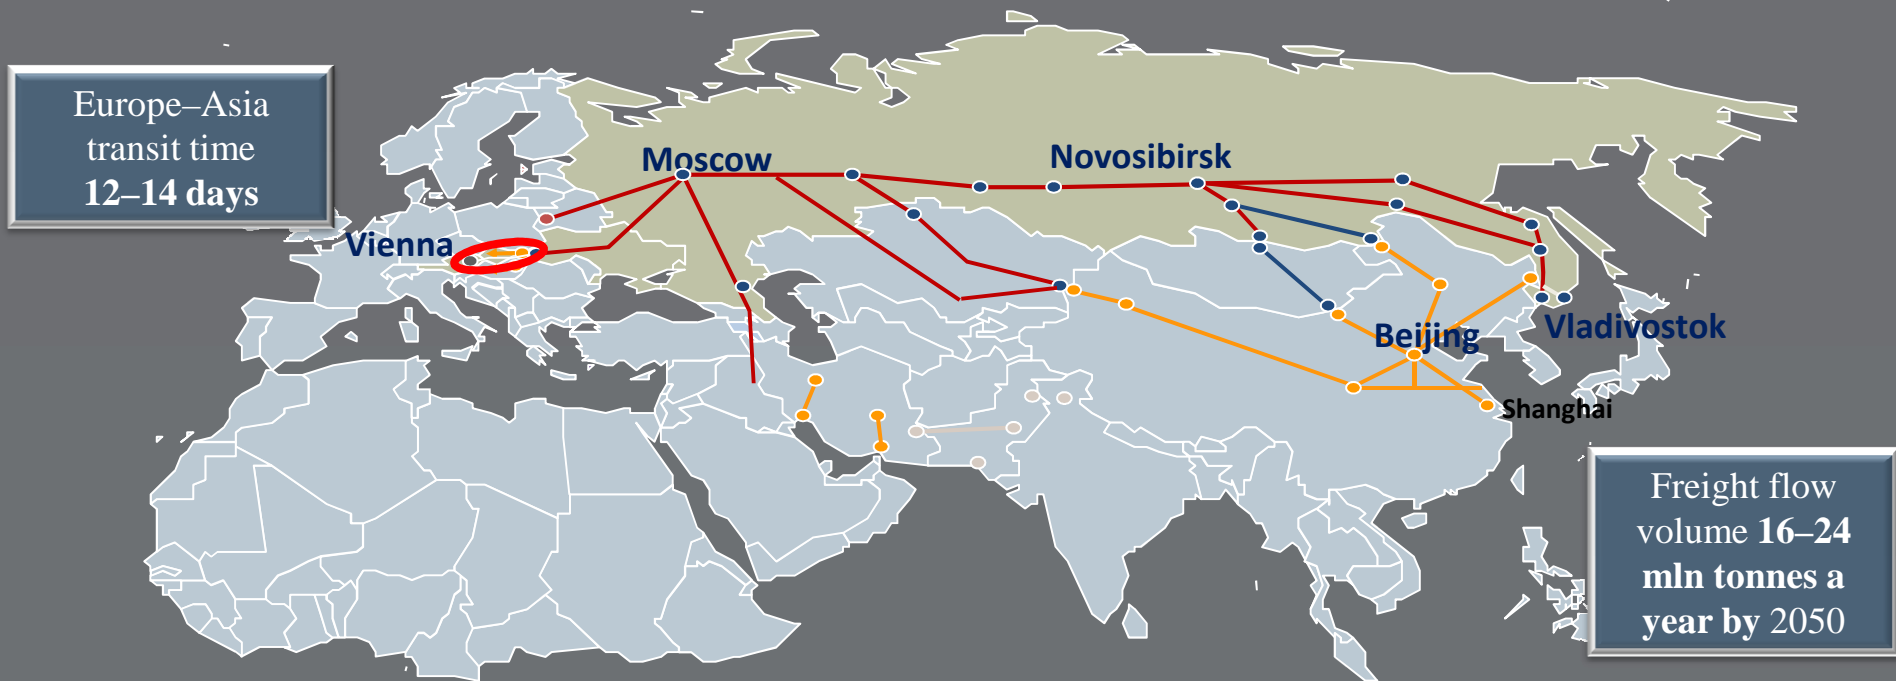 Europe–Asia
transit time
12–14 days
Moscow
Novosibirsk
Vienna
Beijing
Vladivostok
Shanghai
Freight flow
volume 16–24
mln tonnes a
year by 2050